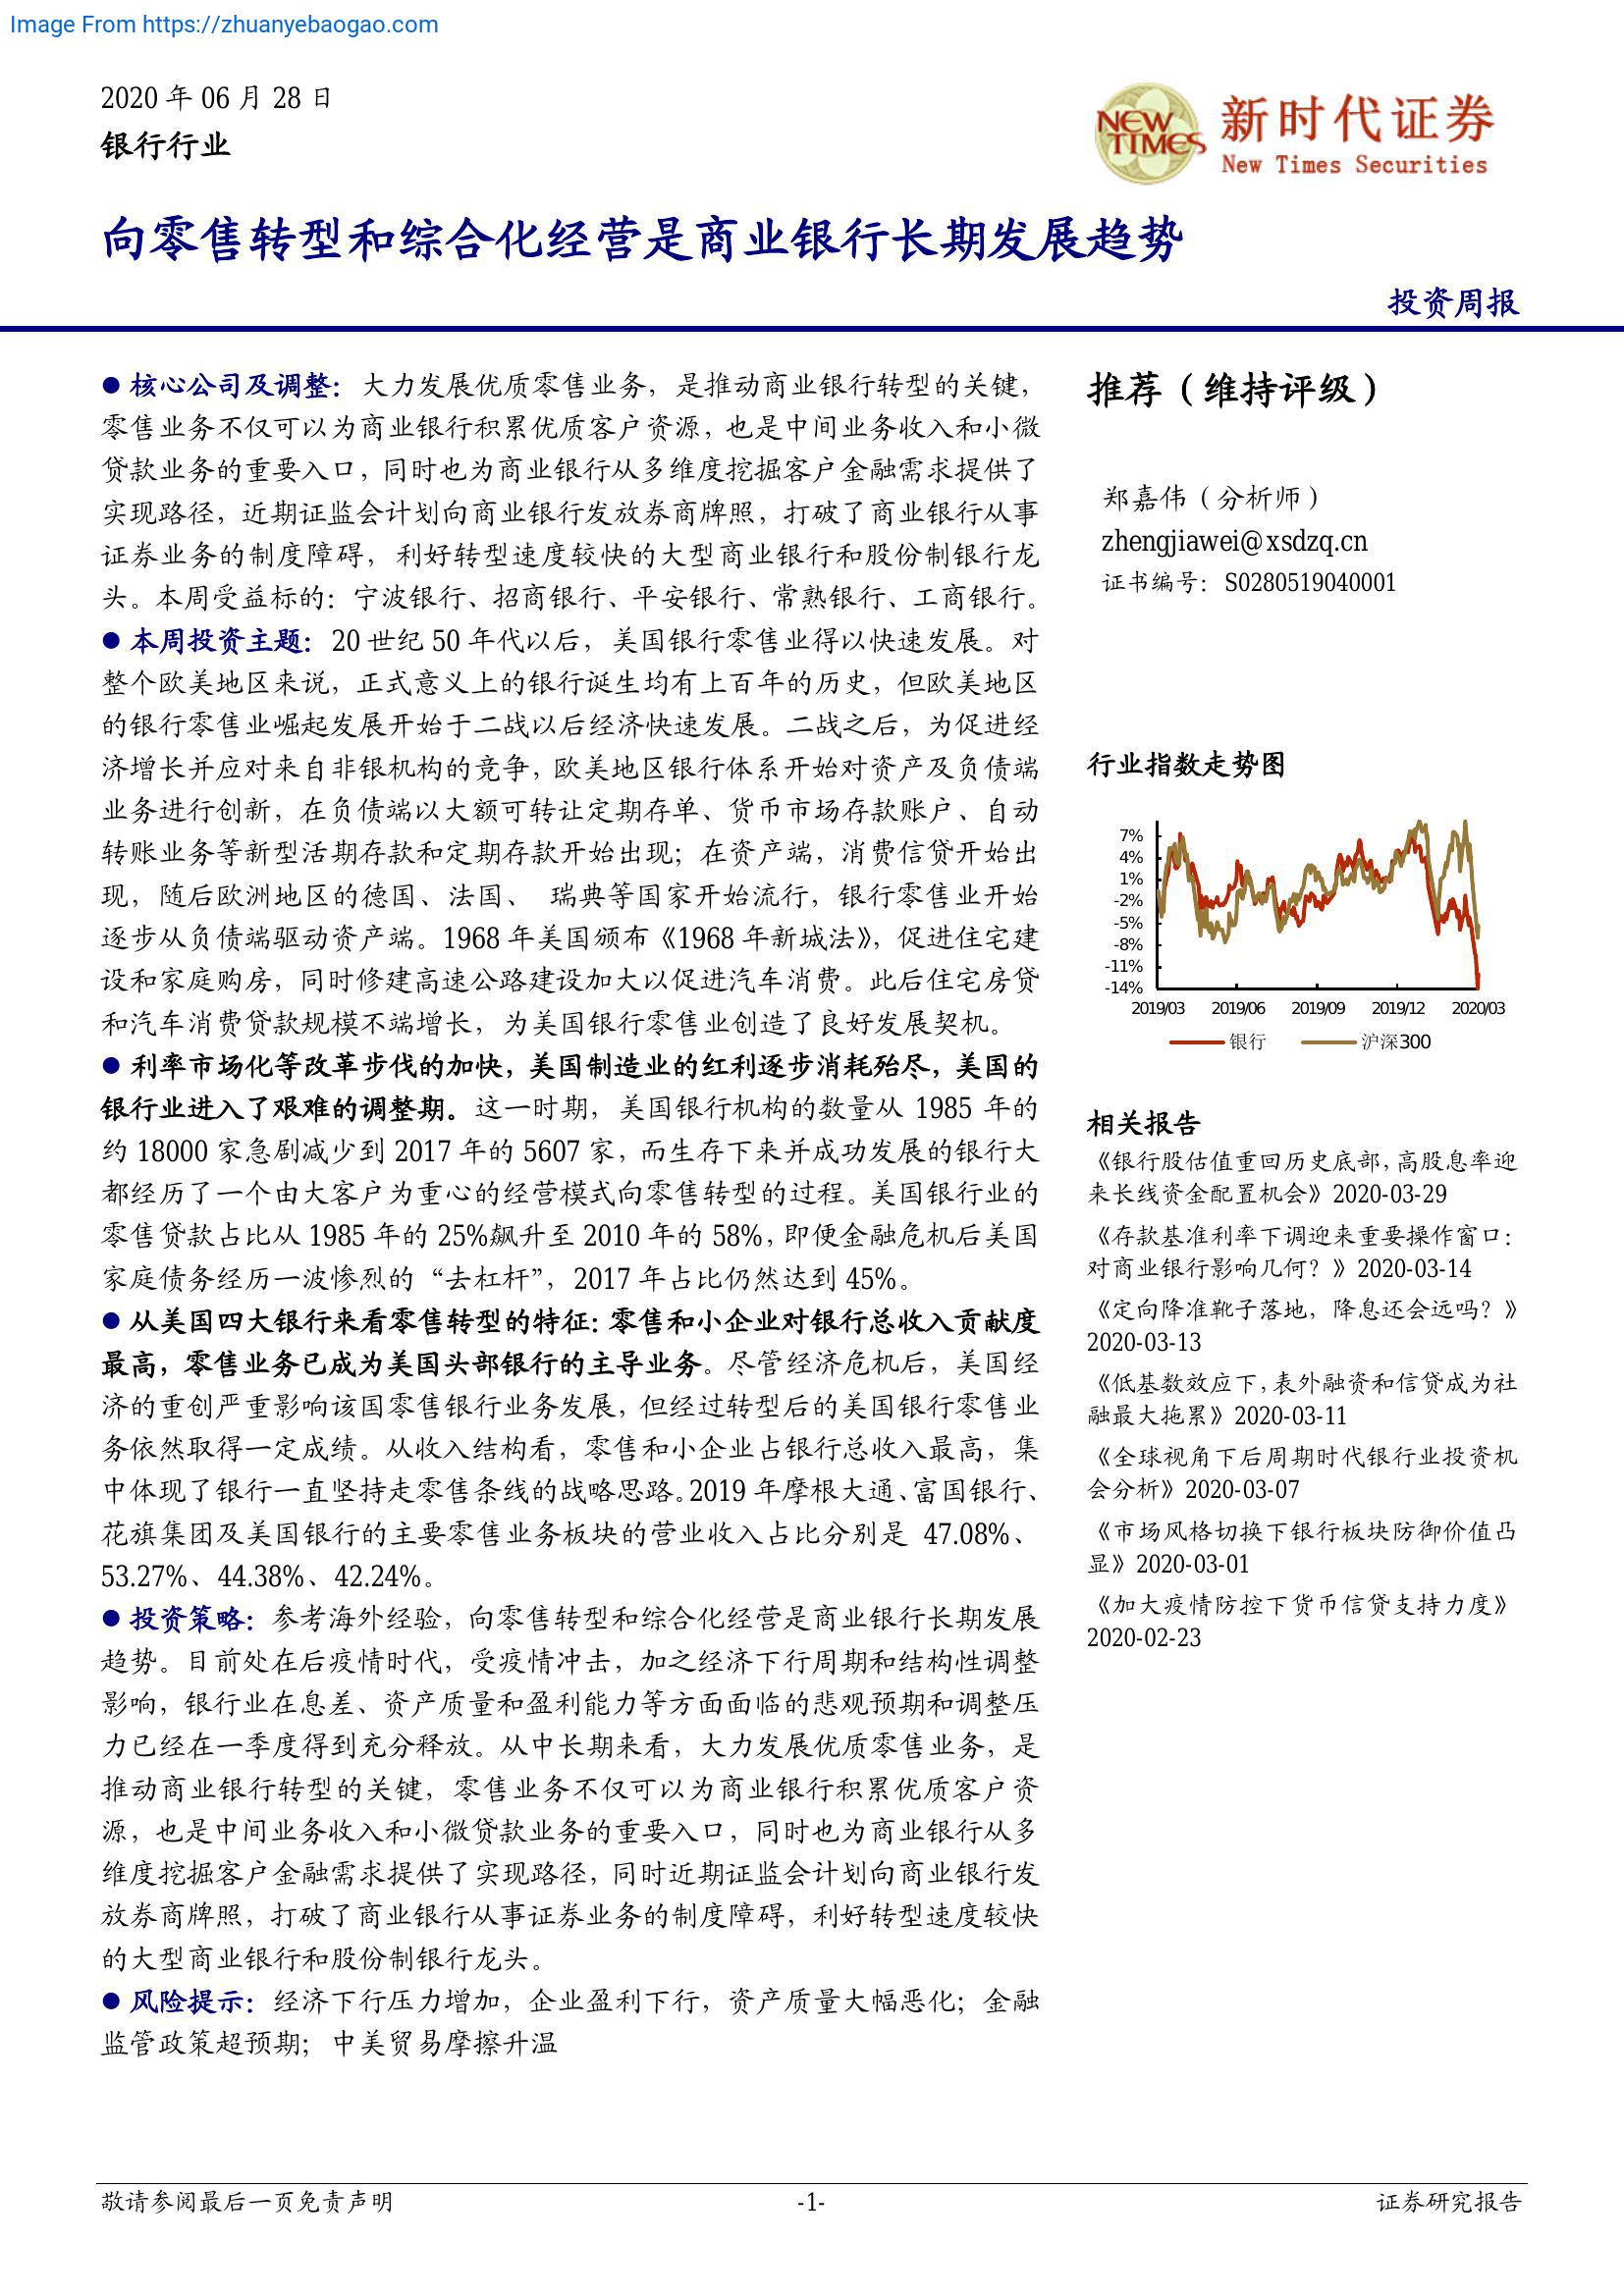 Image From https://zhuanyebaogao.com
2020 年 06 月 28 日
银行行业
NEW TIMES
新时代证券
New Times Securities
向零售转型和综合化经营是商业银行长期发展趋势
投资周报
● 核心公司及调整：大力发展优质零售业务，是推动商业银行转型的关键，
零售业务不仅可以为商业银行积累优质客户资源，也是中间业务收入和小微
贷款业务的重要入口，同时也为商业银行从多维度挖掘客户金融需求提供了
实现路径，近期证监会计划向商业银行发放券商牌照，打破了商业银行从事
证券业务的制度障碍，利好转型速度较快的大型商业银行和股份制银行龙
头。本周受益标的：宁波银行、招商银行、平安银行、常熟银行、工商银行。
● 本周投资主题：20 世纪 50 年代以后，美国银行零售业得以快速发展。对
整个欧美地区来说，正式意义上的银行诞生均有上百年的历史，但欧美地区
的银行零售业崛起发展开始于二战以后经济快速发展。二战之后，为促进经
济增长并应对来自非银机构的竞争，欧美地区银行体系开始对资产及负债端
业务进行创新，在负债端以大额可转让定期存单、货币市场存款账户、自动
转账业务等新型活期存款和定期存款开始出现；在资产端，消费信贷开始出
现，随后欧洲地区的德国、法国、 瑞典等国家开始流行，银行零售业开始
逐步从负债端驱动资产端。1968 年美国颁布《1968 年新城法》，促进住宅建
设和家庭购房，同时修建高速公路建设加大以促进汽车消费。此后住宅房贷
和汽车消费贷款规模不端增长，为美国银行零售业创造了良好发展契机。
● 利率市场化等改革步伐的加快，美国制造业的红利逐步消耗殆尽，美国的
银行业进入了艰难的调整期。这一时期，美国银行机构的数量从 1985 年的
约 18000 家急剧减少到 2017 年的 5607 家，而生存下来并成功发展的银行大
都经历了一个由大客户为重心的经营模式向零售转型的过程。美国银行业的
零售贷款占比从 1985 年的 25%飙升至 2010 年的 58%，即便金融危机后美国
家庭债务经历一波惨烈的“去杠杆”，2017 年占比仍然达到 45%。
● 从美国四大银行来看零售转型的特征：零售和小企业对银行总收入贡献度
最高，零售业务已成为美国头部银行的主导业务。尽管经济危机后，美国经
济的重创严重影响该国零售银行业务发展，但经过转型后的美国银行零售业
务依然取得一定成绩。从收入结构看，零售和小企业占银行总收入最高，集
中体现了银行一直坚持走零售条线的战略思路。2019 年摩根大通、富国银行、
花旗集团及美国银行的主要零售业务板块的营业收入占比分别是 47.08%、
53.27%、44.38%、42.24%。
● 投资策略：参考海外经验，向零售转型和综合化经营是商业银行长期发展
趋势。目前处在后疫情时代，受疫情冲击，加之经济下行周期和结构性调整
影响，银行业在息差、资产质量和盈利能力等方面面临的悲观预期和调整压
力已经在一季度得到充分释放。从中长期来看，大力发展优质零售业务，是
推动商业银行转型的关键，零售业务不仅可以为商业银行积累优质客户资
源，也是中间业务收入和小微贷款业务的重要入口，同时也为商业银行从多
维度挖掘客户金融需求提供了实现路径，同时近期证监会计划向商业银行发
放券商牌照，打破了商业银行从事证券业务的制度障碍，利好转型速度较快
的大型商业银行和股份制银行龙头。
● 风险提示：经济下行压力增加，企业盈利下行，资产质量大幅恶化；金融
监管政策超预期；中美贸易摩擦升温
推荐（维持评级）
郑嘉伟（分析师）
zhengjiawei@xsdzq.cn
证书编号：S0280519040001
行业指数走势图
7%
4%
1%
-2%
-5%
-8%
-11%
-14%
2019/03 2019/06 2019/09 2019/12 2020/03
银行 沪深300
相关报告
《银行股估值重回历史底部，高股息率迎
来长线资金配置机会》2020-03-29
《存款基准利率下调迎来重要操作窗口：
对商业银行影响几何？》2020-03-14
《定向降准靴子落地，降息还会远吗？》
2020-03-13
《低基数效应下，表外融资和信贷成为社
融最大拖累》2020-03-11
《全球视角下后周期时代银行业投资机
会分析》2020-03-07
《市场风格切换下银行板块防御价值凸
显》2020-03-01
《加大疫情防控下货币信贷支持力度》
2020-02-23
敬请参阅最后一页免责声明
-1-
证券研究报告